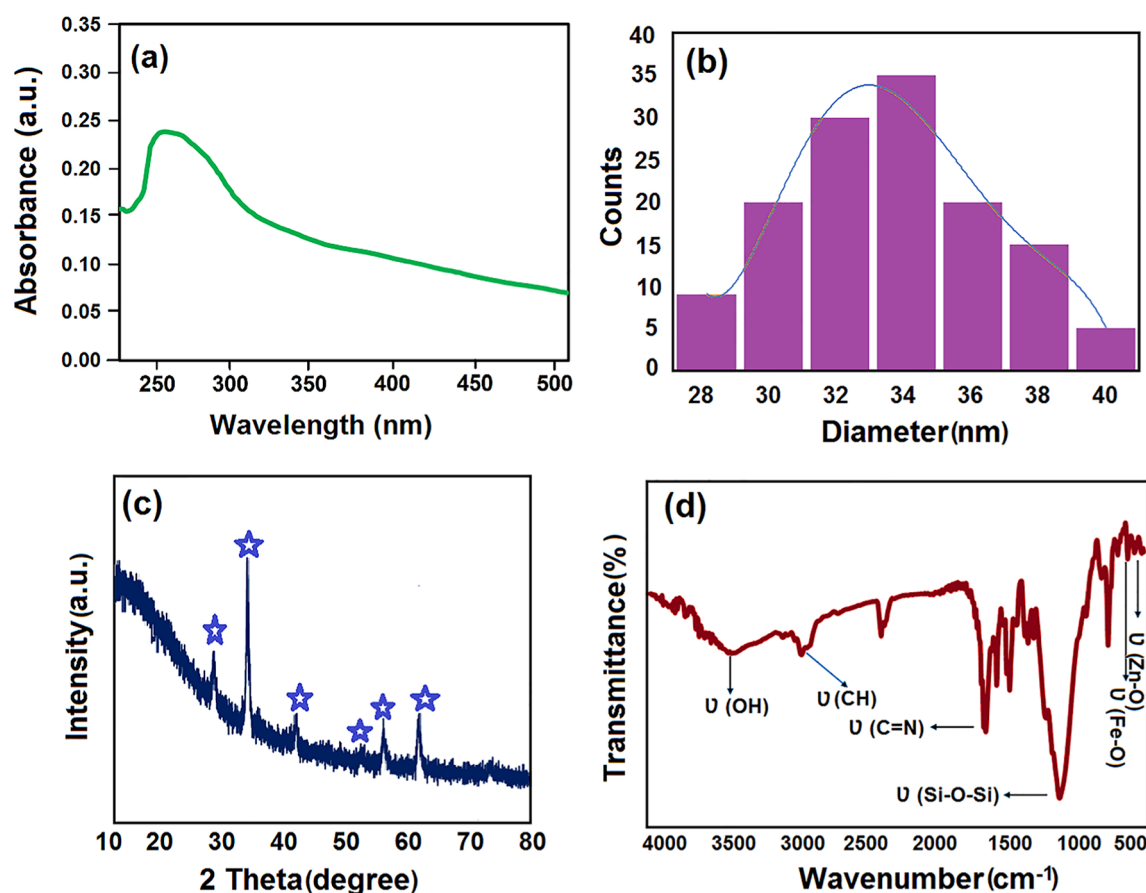 (a)
0.35
0.30
0.25
0.20
0.15
0.10
0.05
0.00
Absorbance (a.u.)
250 300 350 400 450 500
Wavelength (nm)
(b)
40
35
30
25
20
15
10
5
0
Counts
28 30 32 34 36 38 40
Diameter(nm)
(c)
Intensity(a.u.)
10 20 30 40 50 60 70 80
2 Theta(degree)
(d)
Transmittance(%)
Ʋ (OH)
Ʋ (CH)
Ʋ (C=N)
Ʋ (Si-O-Si)
Ʋ (Fe-O)
Ʋ (Zn-O)
4000 3500 3000 2500 2000 1500 1000 500
Wavenumber(cm⁻¹)